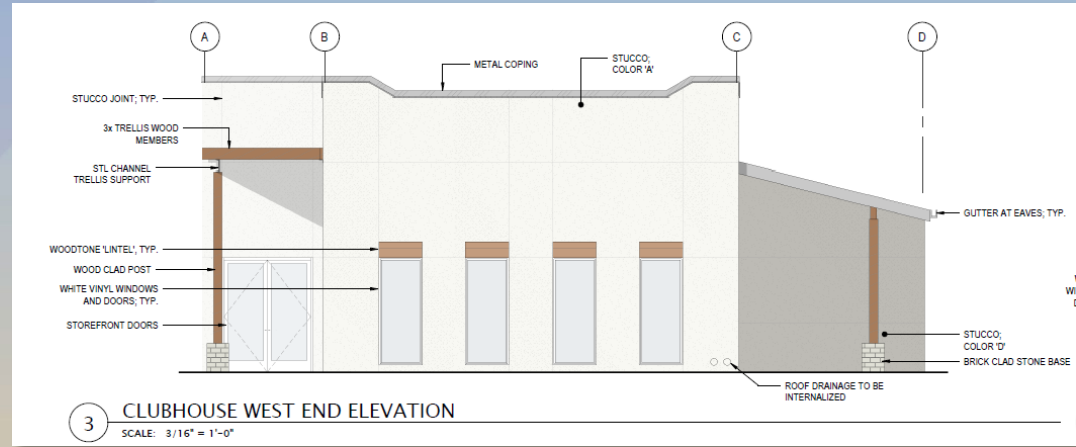 A
B
C
D
METAL COPING
STUCCO;
COLOR 'A'
STUCCO JOINT; TYP.
3x TRELLIS WOOD
MEMBERS
STL CHANNEL
TRELLIS SUPPORT
GUTTER AT EAVES; TYP.
WOODTONE 'LINTEL', TYP.
WOOD CLAD POST
WHITE VINYL WINDOWS
AND DOORS; TYP.
STOREFRONT DOORS
STUCCO;
COLOR 'D'
BRICK CLAD STONE BASE
ROOF DRAINAGE TO BE
INTERNALIZED
3
CLUBHOUSE WEST END ELEVATION
SCALE: 3/16" = 1'-0"